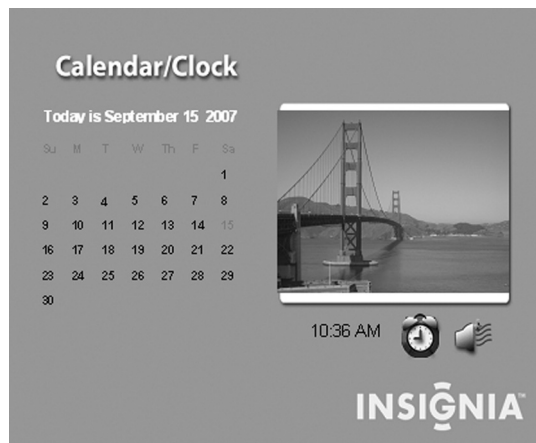 Calendar/Clock
Today is September 15 2007
Su M T W Th F Sa
1
2 3 4 5 6 7 8
9 10 11 12 13 14 15
16 17 18 19 20 21 22
23 24 25 26 27 28 29
30
10:36 AM
INSIGNIA™